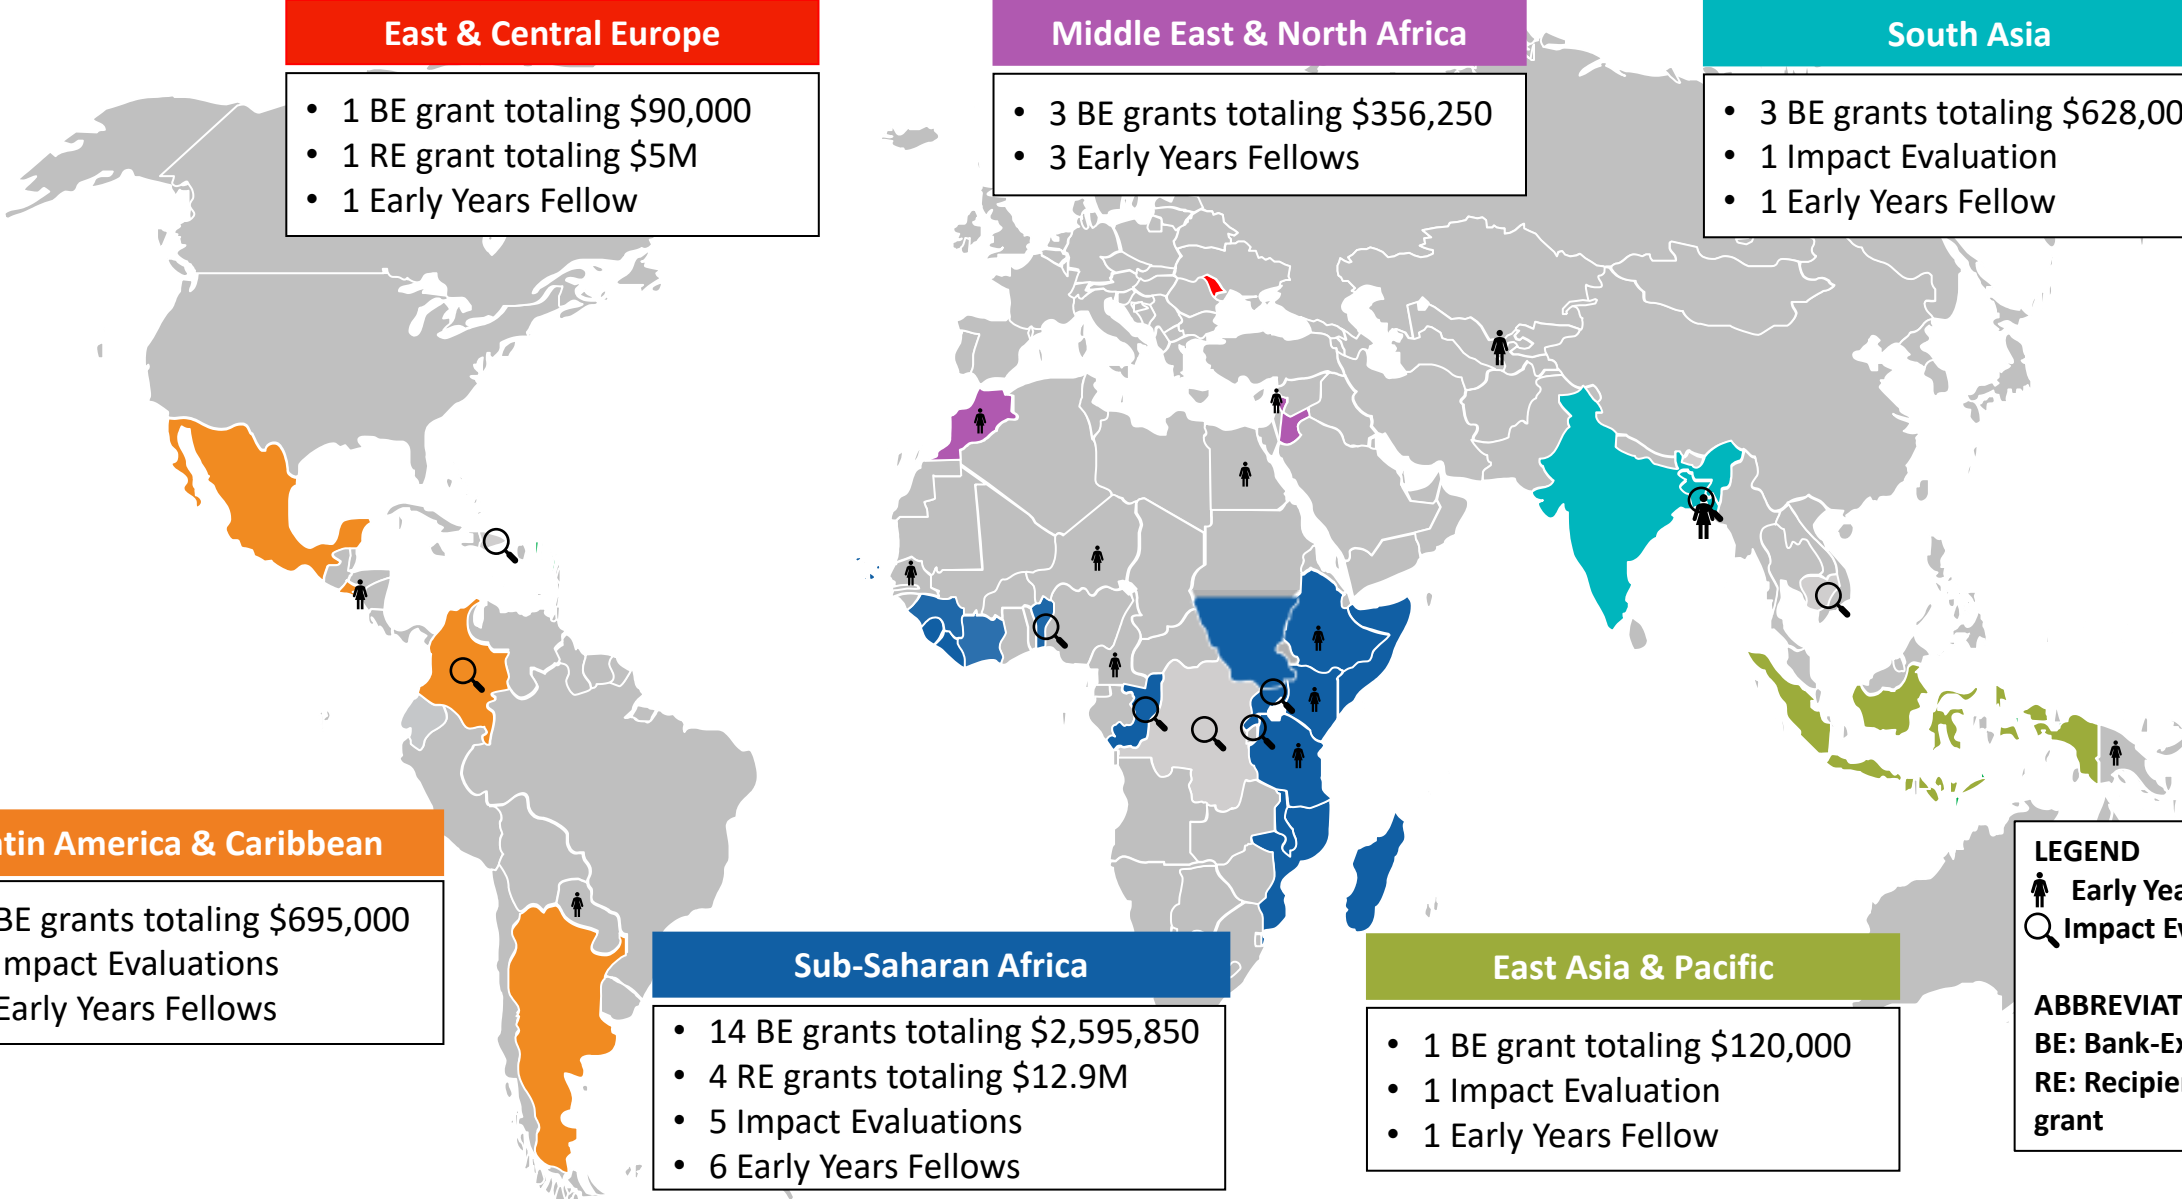 East & Central Europe
• 1 BE grant totaling $90,000
• 1 RE grant totaling $5M
• 1 Early Years Fellow
Middle East & North Africa
• 3 BE grants totaling $356,250
• 3 Early Years Fellows
South Asia
• 3 BE grants totaling $628,00
• 1 Impact Evaluation
• 1 Early Years Fellow
tin America & Caribbean
BE grants totaling $695,000
mpact Evaluations
Early Years Fellows
Sub-Saharan Africa
• 14 BE grants totaling $2,595,850
• 4 RE grants totaling $12.9M
• 5 Impact Evaluations
• 6 Early Years Fellows
East Asia & Pacific
• 1 BE grant totaling $120,000
• 1 Impact Evaluation
• 1 Early Years Fellow
LEGEND
Early Yea
Impact Ev
ABBREVIAT
BE: Bank-Ex
RE: Recipie
grant